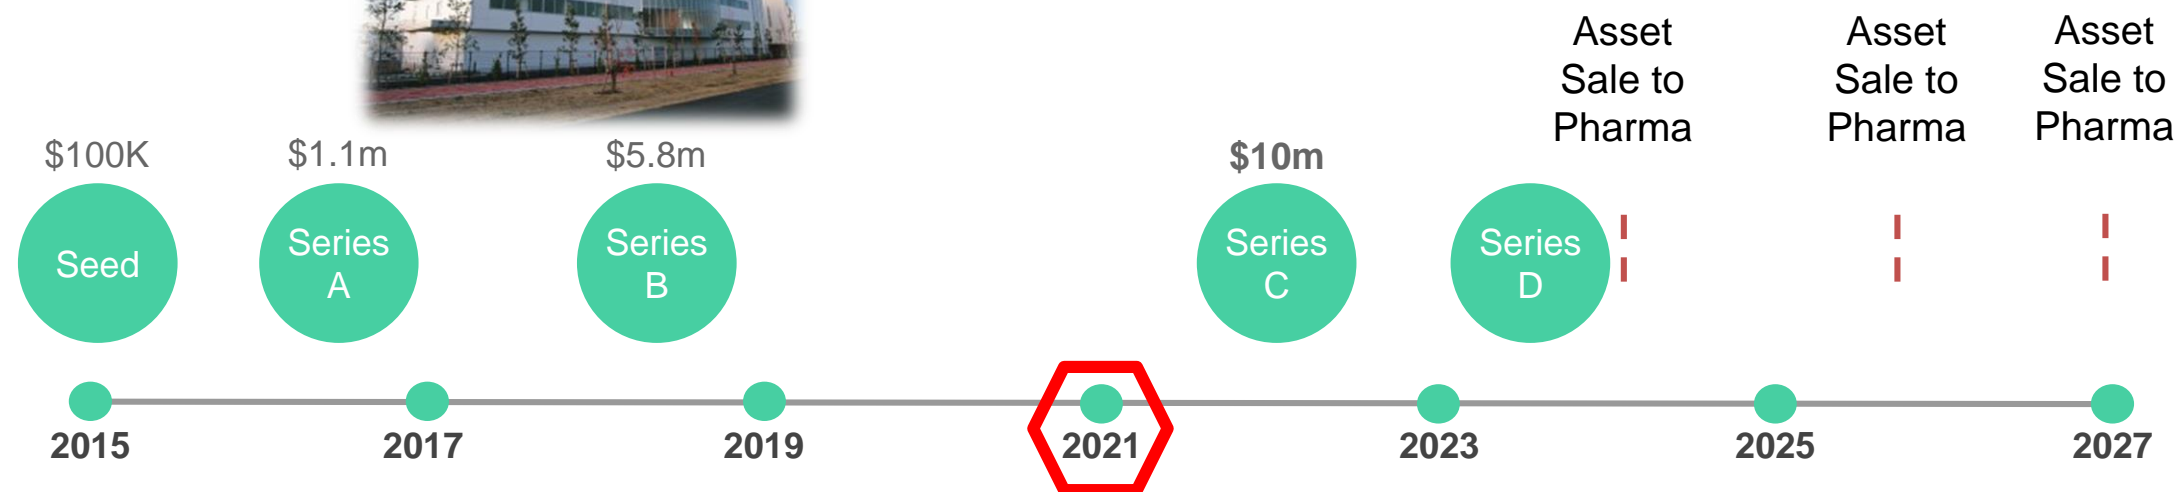 Asset
Sale to
Pharma
Asset
Sale to
Pharma
Asset
Sale to
Pharma
$100K
$1.1m
$5.8m
$10m
Seed
Series
A
Series
B
Series
C
Series
D
2015
2017
2019
2021
2023
2025
2027